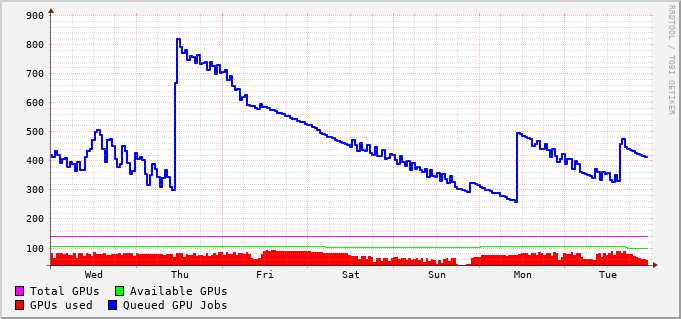 900
800
700
600
500
400
300
200
100
Wed Thu Fri Sat Sun Mon Tue
Total GPUs Available GPUs
GPUs used Queued GPU Jobs
RRDTOOL / TOBI OETIKER